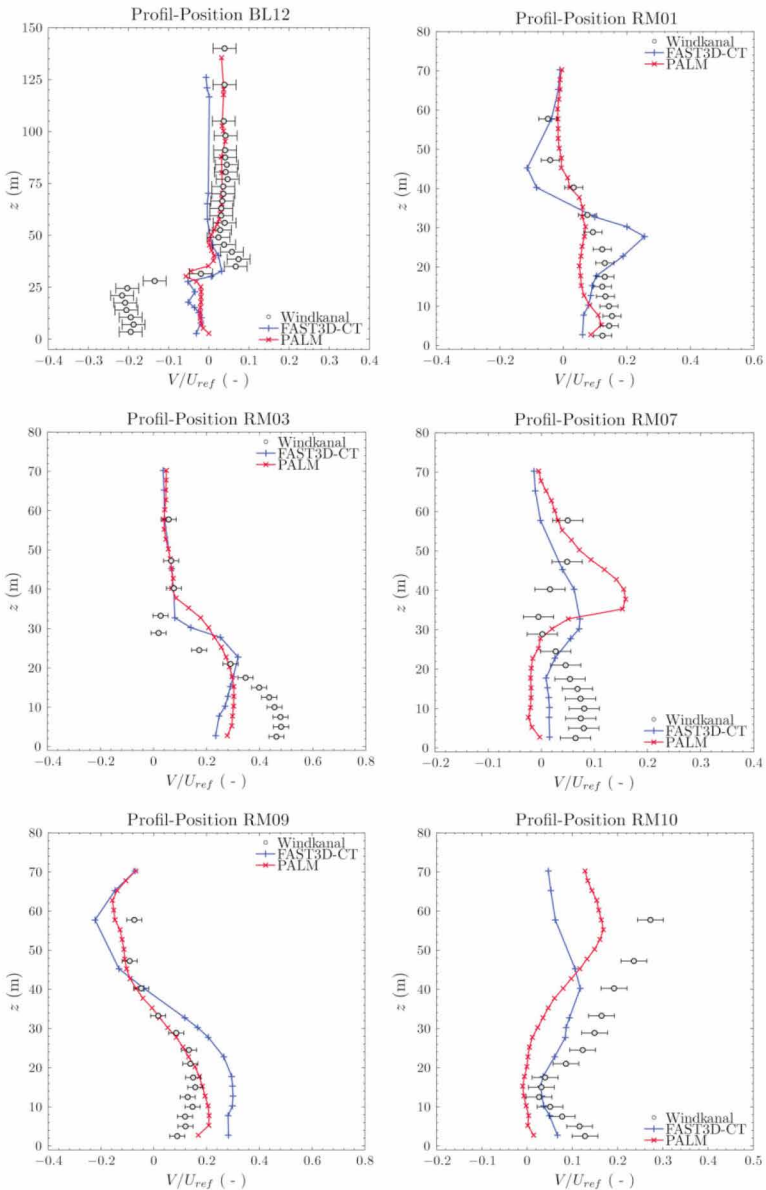 Profil-Position BL12
150
125
100
75
50
25
0
z (m)
Windkanal
FAST3D-CT
PALM
−0.4 −0.3 −0.2 −0.1 0 0.1 0.2 0.3 0.4
V/U_ref ( - )
Profil-Position RM01
80
70
60
50
40
30
20
10
0
z (m)
Windkanal
FAST3D-CT
PALM
−0.4 −0.2 0 0.2 0.4 0.6
V/U_ref ( - )
Profil-Position RM03
80
70
60
50
40
30
20
10
0
z (m)
Windkanal
FAST3D-CT
PALM
−0.4 −0.2 0 0.2 0.4 0.6 0.8
V/U_ref ( - )
Profil-Position RM07
80
70
60
50
40
30
20
10
0
z (m)
Windkanal
FAST3D-CT
PALM
−0.2 −0.1 0 0.1 0.2 0.3 0.4
V/U_ref ( - )
Profil-Position RM09
80
70
60
50
40
30
20
10
0
z (m)
Windkanal
FAST3D-CT
PALM
−0.4 −0.2 0 0.2 0.4 0.6 0.8
V/U_ref ( - )
Profil-Position RM10
80
70
60
50
40
30
20
10
0
z (m)
Windkanal
FAST3D-CT
PALM
−0.2 −0.1 0 0.1 0.2 0.3 0.4 0.5
V/U_ref ( - )